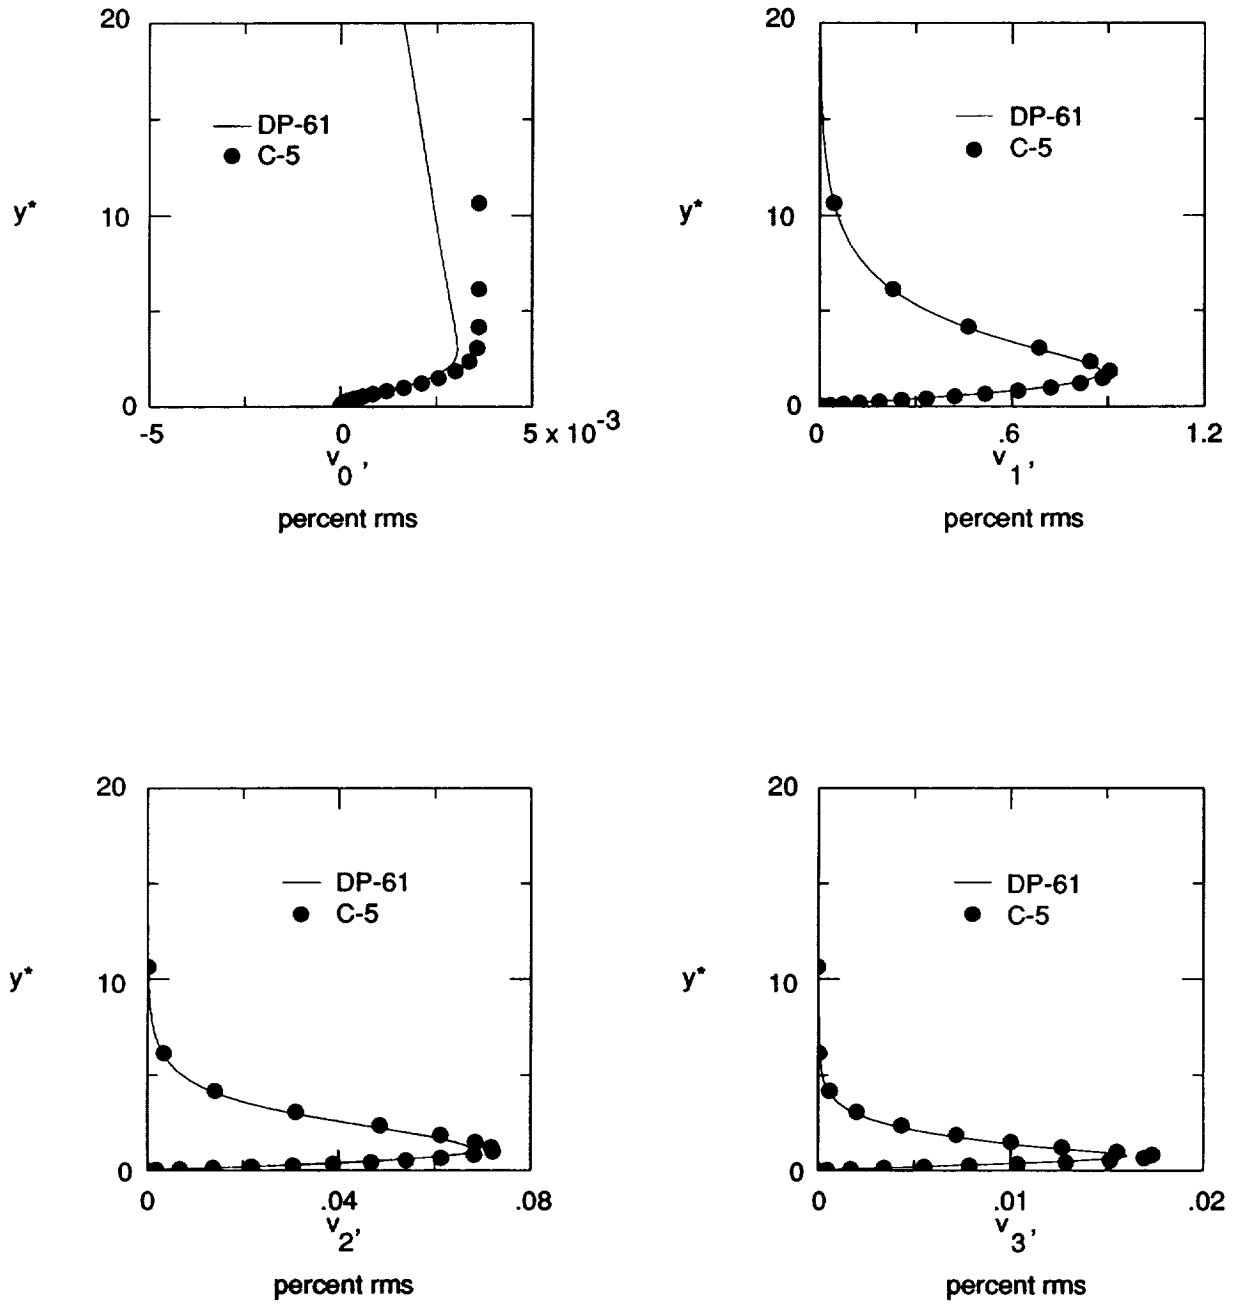 20
DP-61
C-5
y*
10
0
-5
0
5 x 10-3
v0,
percent rms
20
DP-61
C-5
y*
10
0
0
.6
1.2
v1,
percent rms
20
DP-61
C-5
y*
10
0
0
.04
.08
v2,
percent rms
20
DP-61
C-5
y*
10
0
0
.01
.02
v3,
percent rms